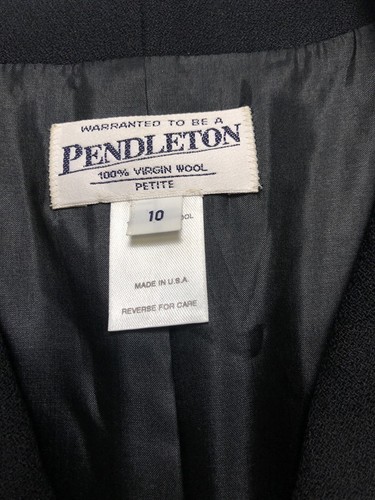 WARRANTED TO BE A
PENDLETON
100% VIRGIN WOOL
PETITE
10
MADE IN U.S.A.
REVERSE FOR CARE